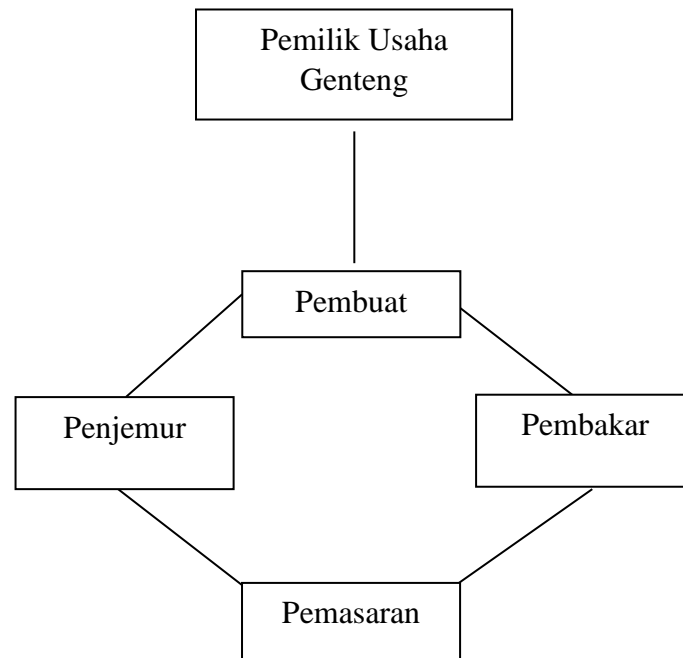 Pemilik Usaha
Genteng
Pembuat
Penjemur
Pembakar
Pemasaran